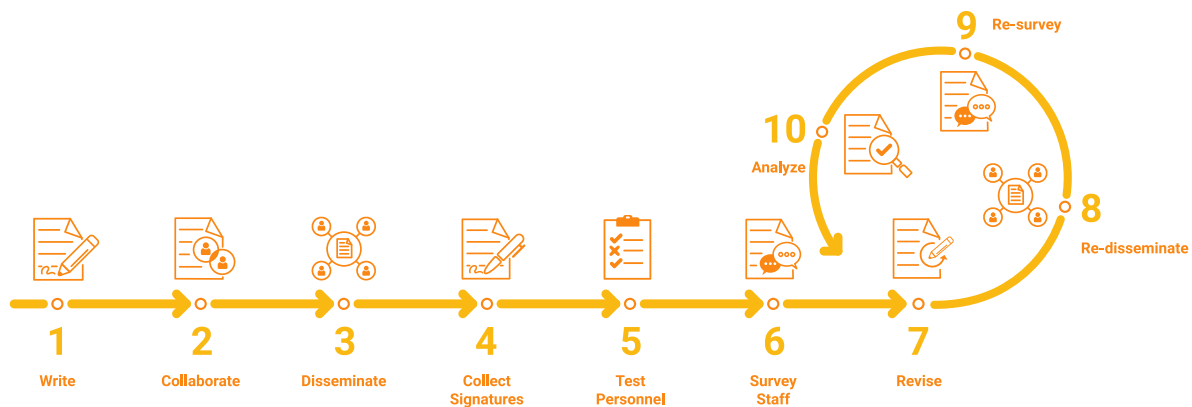 1
Write
2
Collaborate
3
Disseminate
4
Collect
Signatures
5
Test
Personnel
6
Survey
Staff
7
Revise
8
Re-disseminate
9
Re-survey
10
Analyze